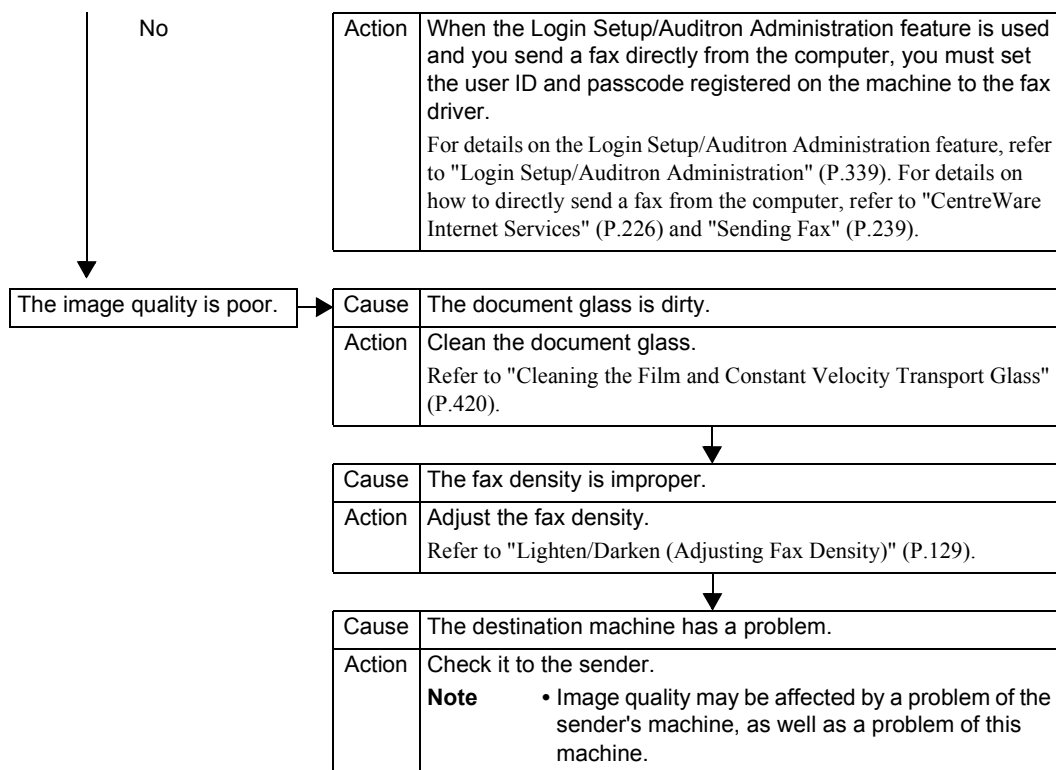 No
Action
When the Login Setup/Auditron Administration feature is used
and you send a fax directly from the computer, you must set
the user ID and passcode registered on the machine to the fax
driver.
For details on the Login Setup/Auditron Administration feature, refer
to "Login Setup/Auditron Administration" (P.339). For details on
how to directly send a fax from the computer, refer to "CentreWare
Internet Services" (P.226) and "Sending Fax" (P.239).
The image quality is poor.
Cause
The document glass is dirty.
Action
Clean the document glass.
Refer to "Cleaning the Film and Constant Velocity Transport Glass"
(P.420).
Cause
The fax density is improper.
Action
Adjust the fax density.
Refer to "Lighten/Darken (Adjusting Fax Density)" (P.129).
Cause
The destination machine has a problem.
Action
Check it to the sender.
Note • Image quality may be affected by a problem of the
sender's machine, as well as a problem of this
machine.